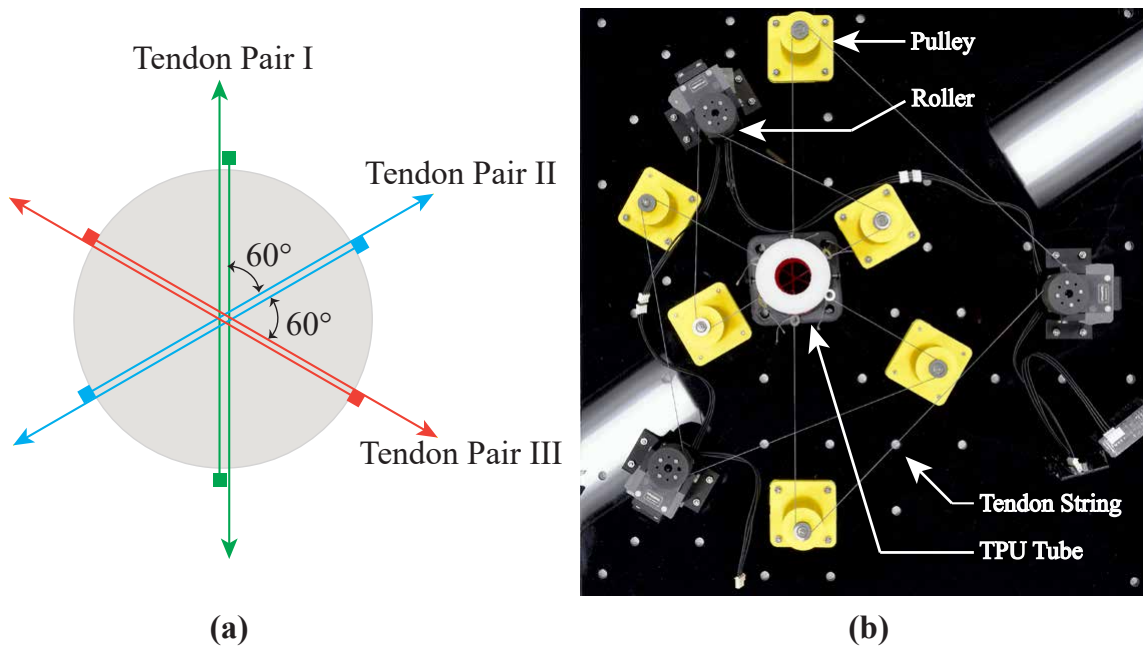 (a)
Tendon Pair I
Tendon Pair II
60°
60°
Tendon Pair III
(b)
Pulley
Roller
Tendon String
TPU Tube